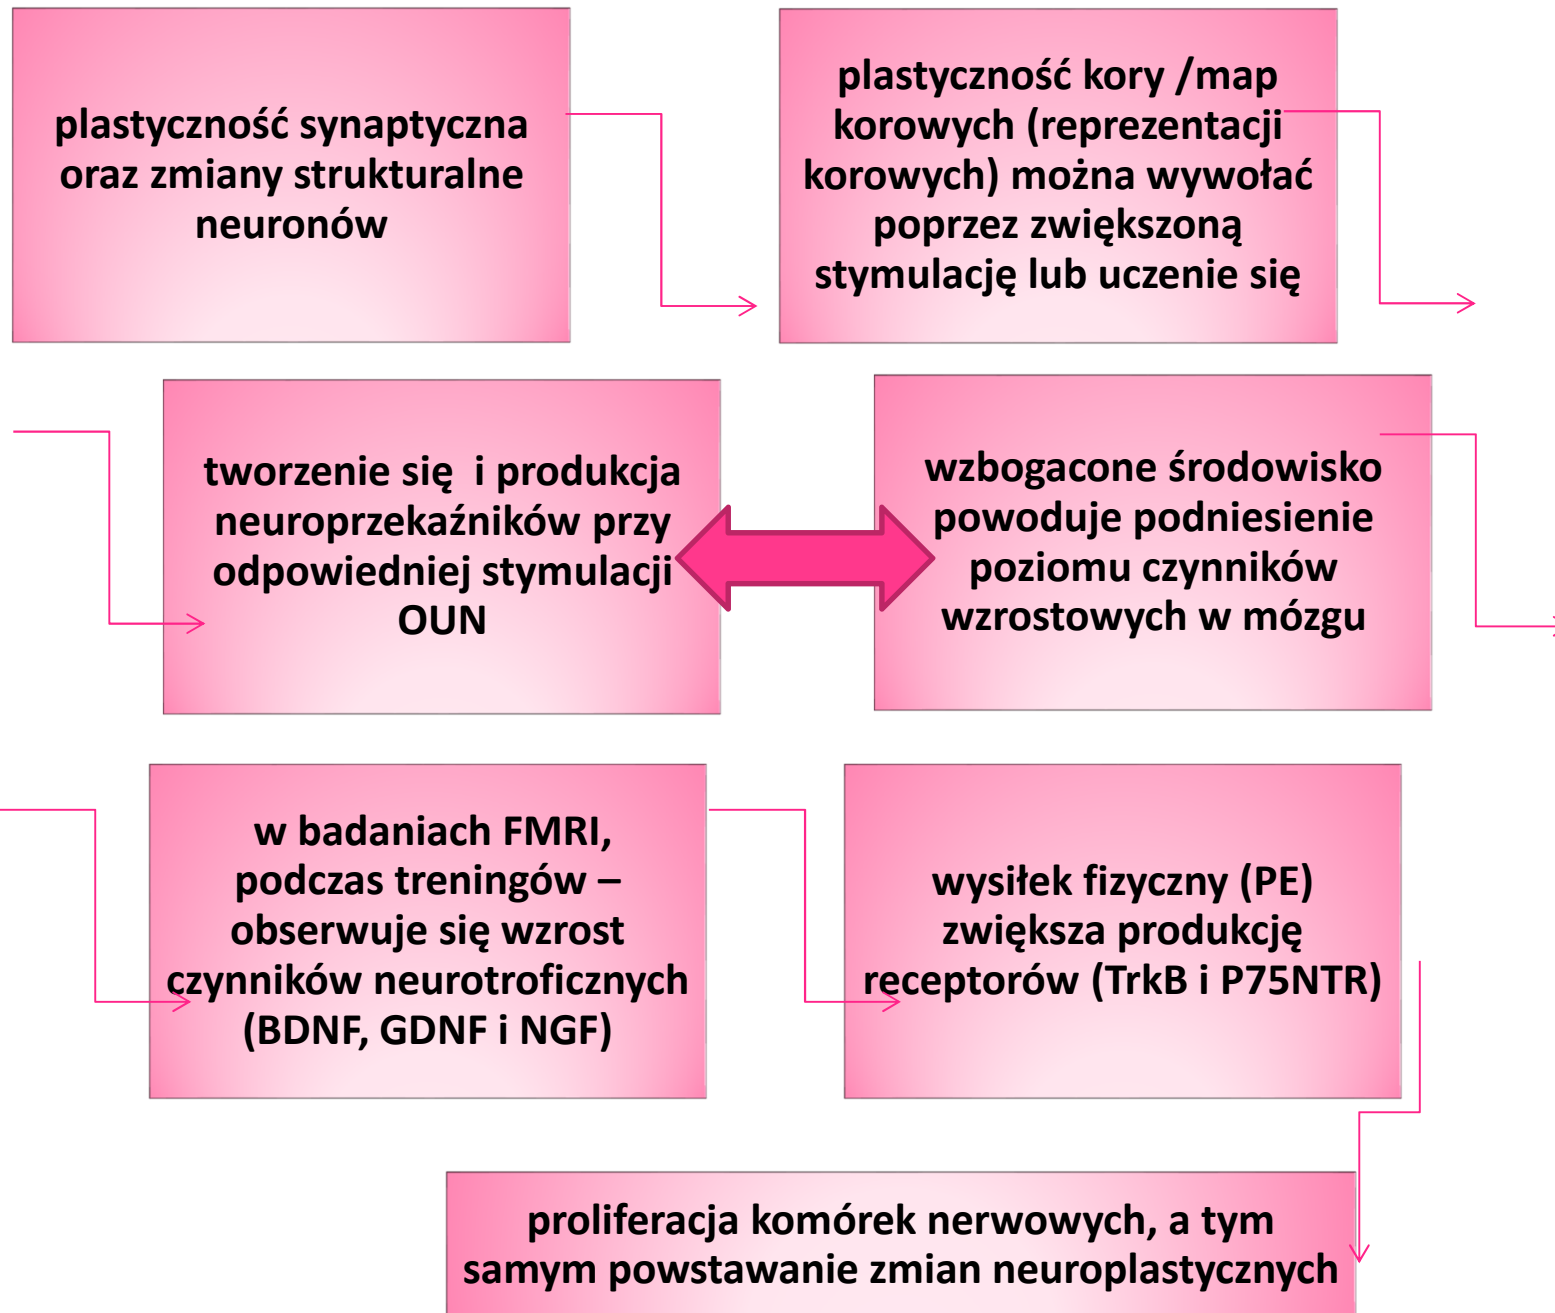 plastyczność synaptyczna
oraz zmiany strukturalne
neuronów
plastyczność kory /map
korowych (reprezentacji
korowych) można wywołać
poprzez zwiększoną
stymulację lub uczenie się
tworzenie się  i produkcja
neuroprzekaźników przy
odpowiedniej stymulacji
OUN
wzbogacone środowisko
powoduje podniesienie
poziomu czynników
wzrostowych w mózgu
w badaniach FMRI,
podczas treningów –
obserwuje się wzrost
czynników neurotroficznych
(BDNF, GDNF i NGF)
wysiłek fizyczny (PE)
zwiększa produkcję
receptorów (TrkB i P75NTR)
proliferacja komórek nerwowych, a tym
samym powstawanie zmian neuroplastycznych